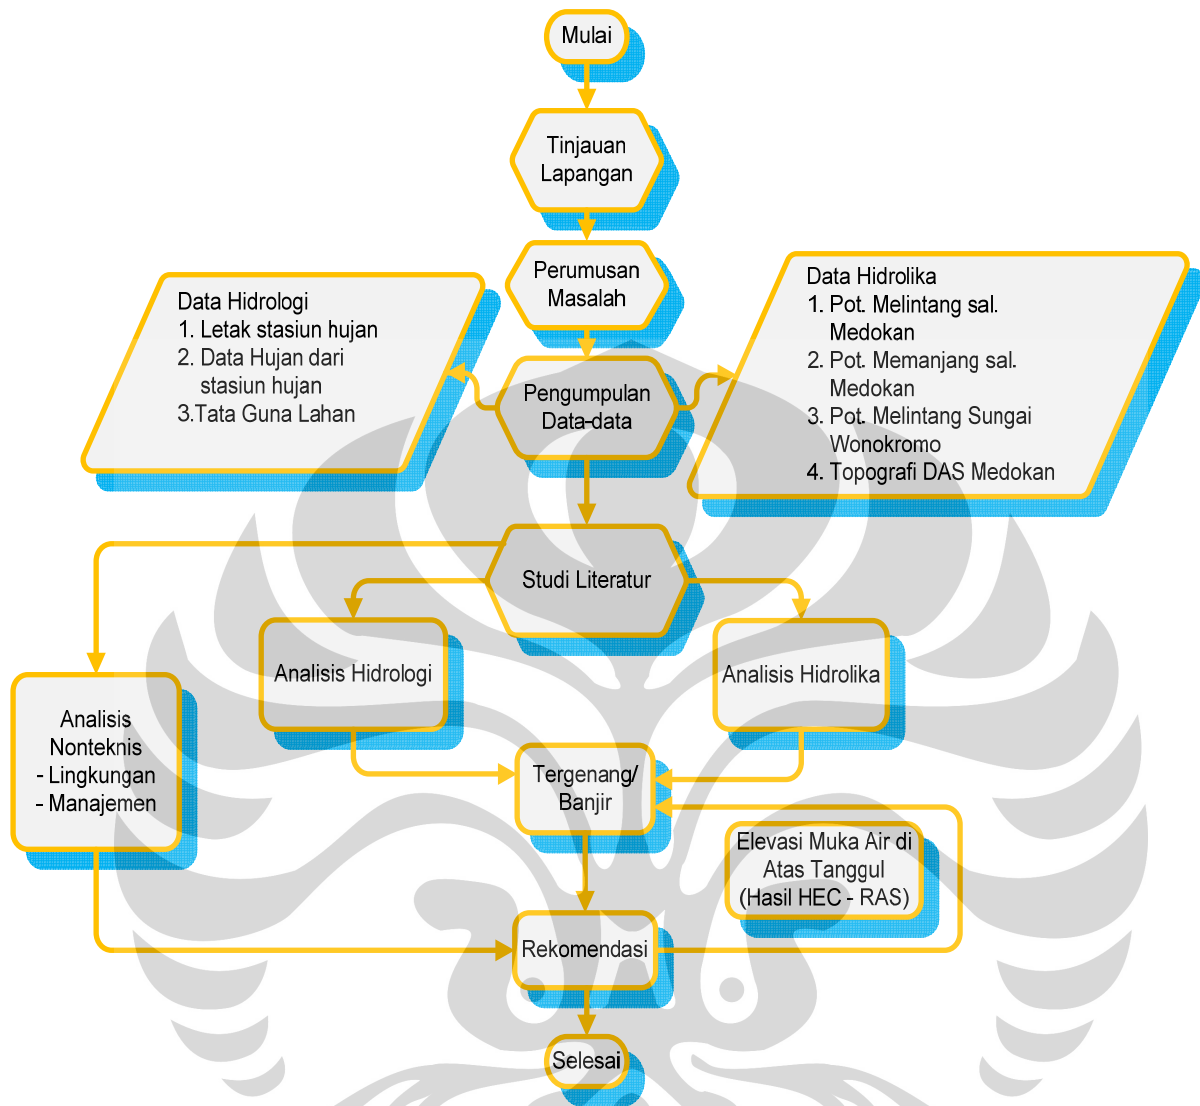 Mulai
Tinjauan
Lapangan
Perumusan
Masalah
Data Hidrologi
1. Letak stasiun hujan
2. Data Hujan dari
stasiun hujan
3.Tata Guna Lahan
Pengumpulan
Data-data
Data Hidrolika
1. Pot. Melintang sal.
Medokan
2. Pot. Memanjang sal.
Medokan
3. Pot. Melintang Sungai
Wonokromo
4. Topografi DAS Medokan
Studi Literatur
Analisis Hidrologi
Analisis Hidrolika
Analisis
Nonteknis
- Lingkungan
- Manajemen
Tergenang/
Banjir
Elevasi Muka Air di
Atas Tanggul
(Hasil HEC - RAS)
Rekomendasi
Selesai